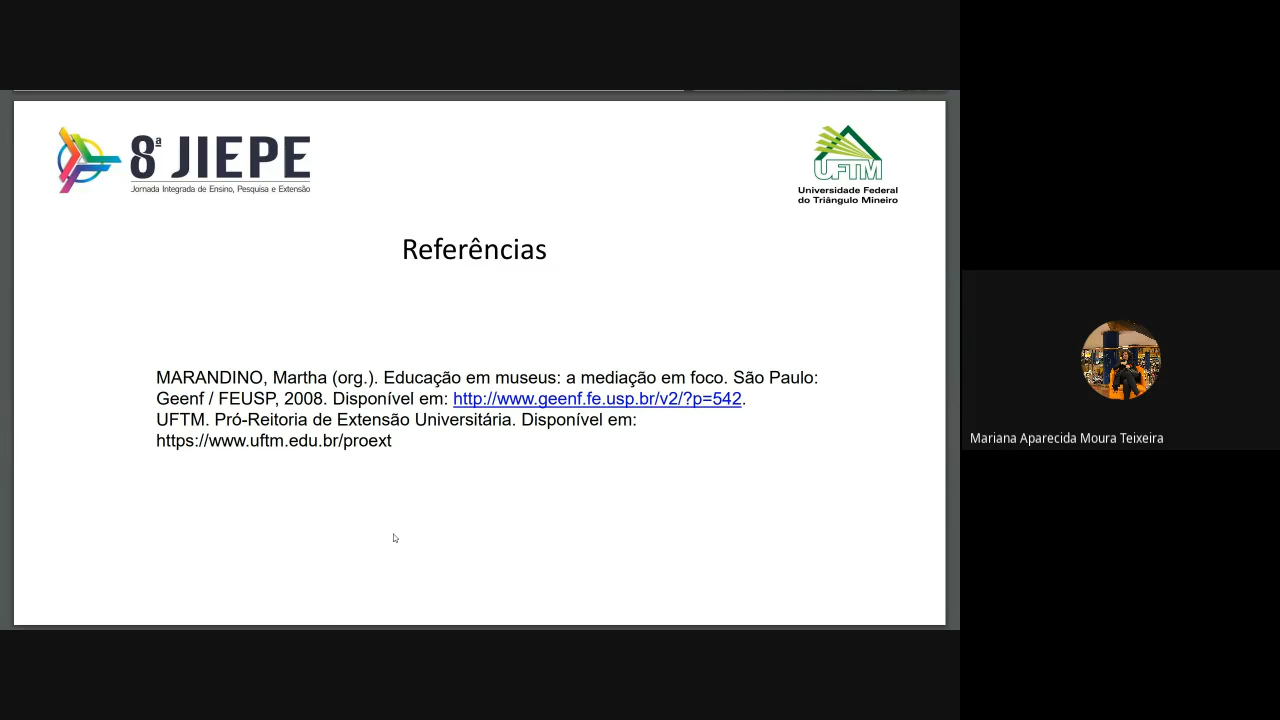 8ª JIEPE
Jornada Integrada de Ensino, Pesquisa e Extensão
UFTM
Universidade Federal
do Triângulo Mineiro
Referências
MARANDINO, Martha (org.). Educação em museus: a mediação em foco. São Paulo:
Geenf / FEUSP, 2008. Disponível em: http://www.geenf.fe.usp.br/v2/?p=542.
UFTM. Pró-Reitoria de Extensão Universitária. Disponível em:
https://www.uftm.edu.br/proext
Mariana Aparecida Moura Teixeira